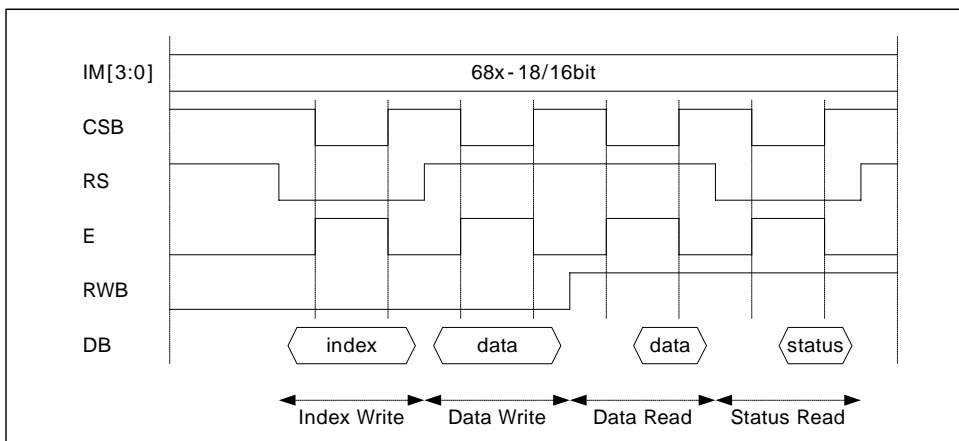 IM[3:0] 68x-18/16bit
CSB
RS
E
RWB
DB index data data status
Index Write Data Write Data Read Status Read